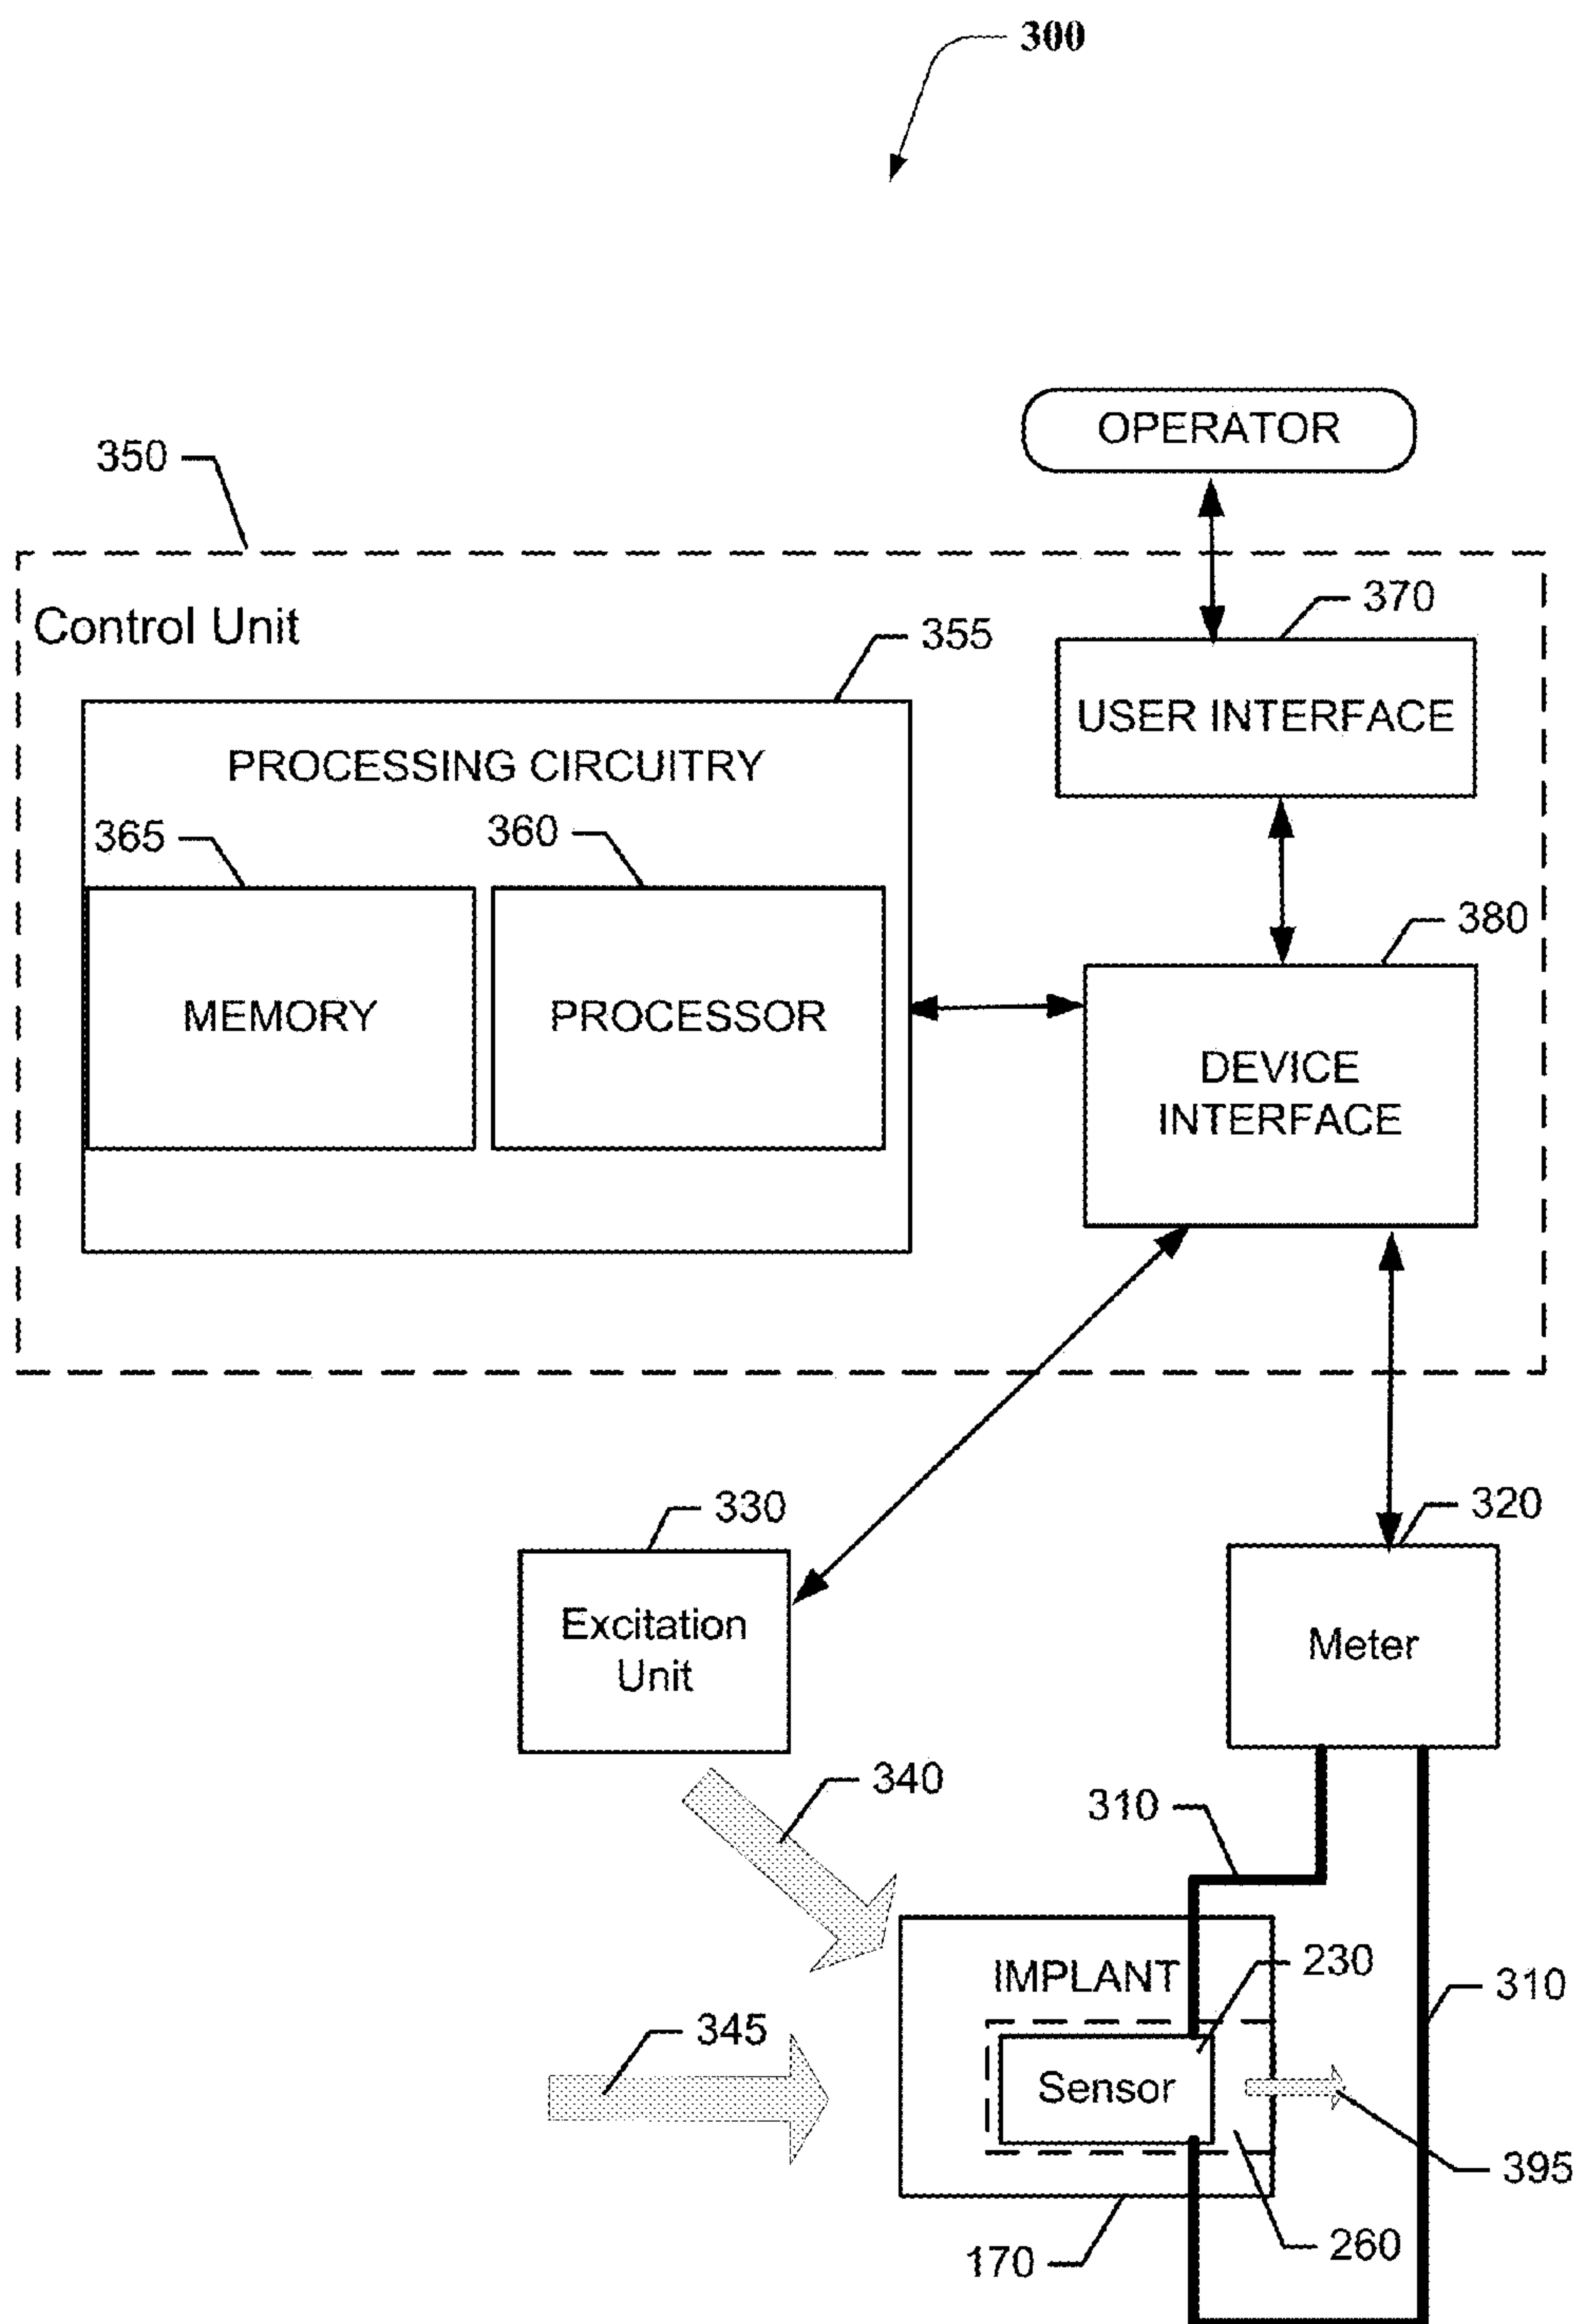 300
OPERATOR
350
370
Control Unit
355
USER INTERFACE
PROCESSING CIRCUITRY
365
360
380
MEMORY
PROCESSOR
DEVICE
INTERFACE
330
320
Excitation
Unit
Meter
340
310
IMPLANT
230
310
345
Sensor
395
260
170